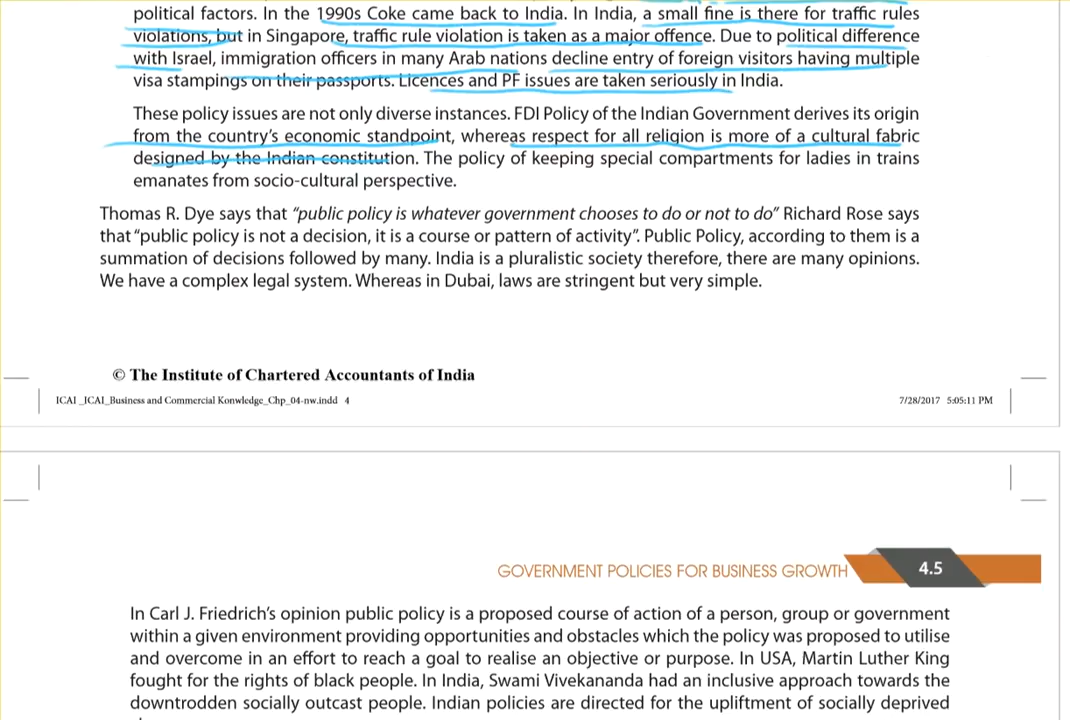 political factors. In the 1990s Coke came back to India. In India, a small fine is there for traffic rules
violations, but in Singapore, traffic rule violation is taken as a major offence. Due to political difference
with Israel, immigration officers in many Arab nations decline entry of foreign visitors having multiple
visa stampings on their passports. Licences and PF issues are taken seriously in India.
These policy issues are not only diverse instances. FDI Policy of the Indian Government derives its origin
from the country's economic standpoint, whereas respect for all religion is more of a cultural fabric
designed by the Indian constitution. The policy of keeping special compartments for ladies in trains
emanates from socio-cultural perspective.
Thomas R. Dye says that "public policy is whatever government chooses to do or not to do" Richard Rose says
that "public policy is not a decision, it is a course or pattern of activity". Public Policy, according to them is a
summation of decisions followed by many. India is a pluralistic society therefore, there are many opinions.
We have a complex legal system. Whereas in Dubai, laws are stringent but very simple.
© The Institute of Chartered Accountants of India
ICAI _ICAI_Business and Commercial Konwledge_Chp_04-nw.indd 4
7/28/2017 5:05:11 PM
GOVERNMENT POLICIES FOR BUSINESS GROWTH
4.5
In Carl J. Friedrich's opinion public policy is a proposed course of action of a person, group or government
within a given environment providing opportunities and obstacles which the policy was proposed to utilise
and overcome in an effort to reach a goal to realise an objective or purpose. In USA, Martin Luther King
fought for the rights of black people. In India, Swami Vivekananda had an inclusive approach towards the
downtrodden socially outcast people. Indian policies are directed for the upliftment of socially deprived